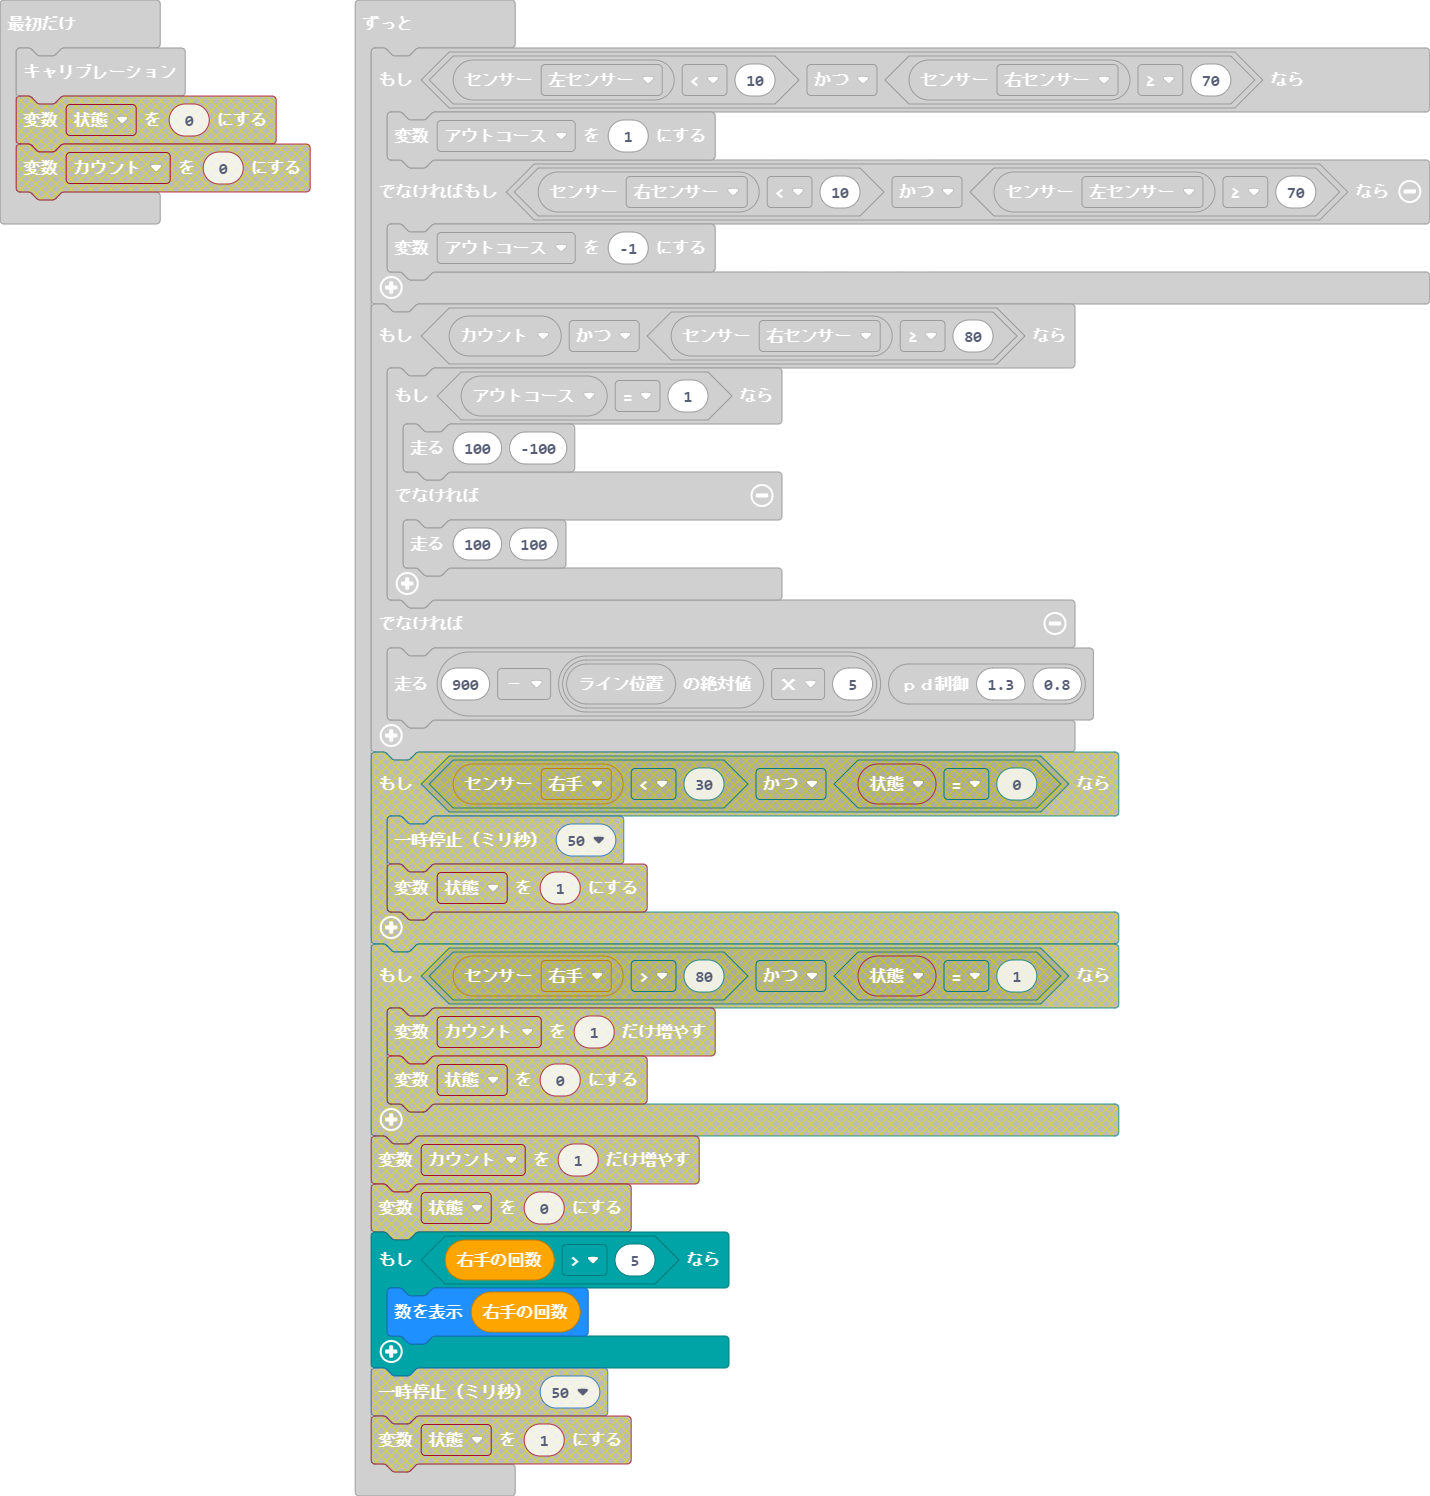 最初だけ
キャリブレーション
変数 状態 を 0 にする
変数 カウント を 0 にする
ずっと
もし センサー 左センサー < 10 かつ センサー 右センサー ≥ 70 なら
変数 アウトコース を 1 にする
でなければもし センサー 右センサー < 10 かつ センサー 左センサー ≥ 70 なら
変数 アウトコース を -1 にする
もし カウント かつ センサー 右センサー ≥ 80 なら
もし アウトコース = 1 なら
走る 100 -100
でなければ
走る 100 100
でなければ
走る 900 - ライン位置 の絶対値 × 5 pd制御 1.3 0.8
もし センサー 右手 < 30 かつ 状態 = 0 なら
一時停止(ミリ秒) 50
変数 状態 を 1 にする
もし センサー 右手 > 80 かつ 状態 = 1 なら
変数 カウント を 1 だけ増やす
変数 状態 を 0 にする
変数 カウント を 1 だけ増やす
変数 状態 を 0 にする
もし 右手の回数 > 5 なら
数を表示 右手の回数
一時停止(ミリ秒) 50
変数 状態 を 1 にする